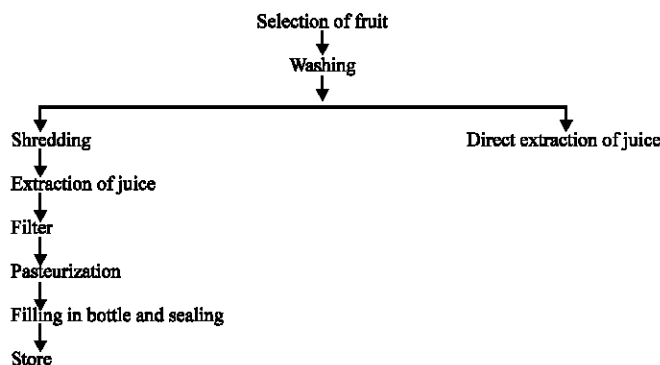 Selection of fruit
Washing
Shredding
Direct extraction of juice
Extraction of juice
Filter
Pasteurization
Filling in bottle and sealing
Store